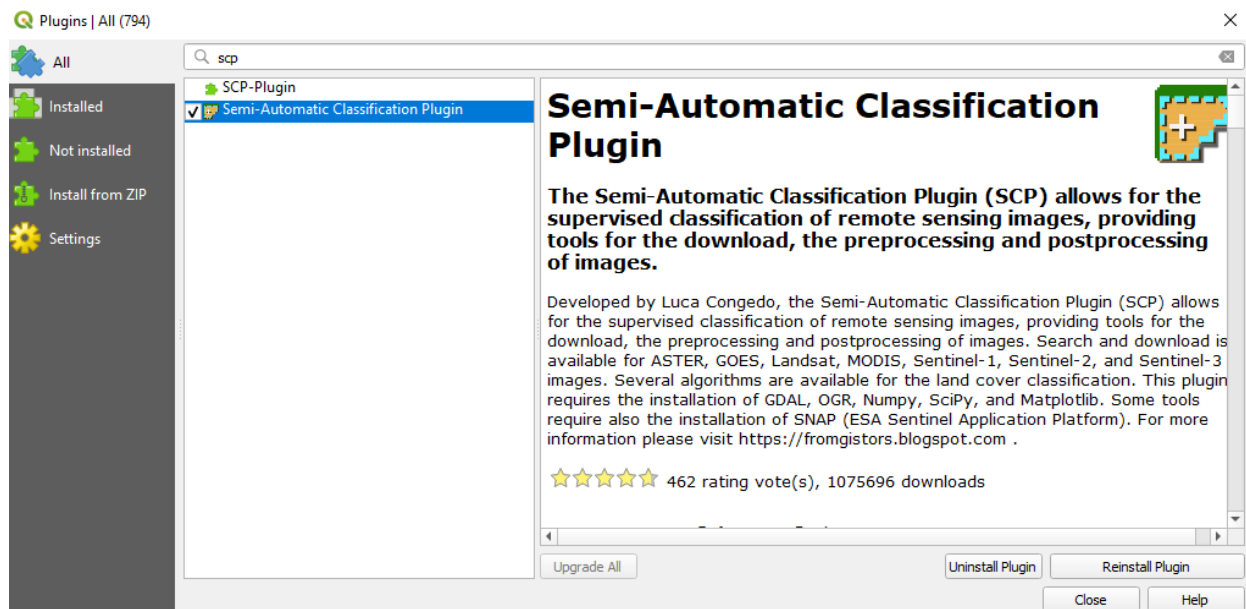 Plugins | All (794)
All
Installed
Not installed
Install from ZIP
Settings
scp
SCP-Plugin
Semi-Automatic Classification Plugin
Semi-Automatic Classification
Plugin
The Semi-Automatic Classification Plugin (SCP) allows for the
supervised classification of remote sensing images, providing
tools for the download, the preprocessing and postprocessing
of images.
Developed by Luca Congedo, the Semi-Automatic Classification Plugin (SCP) allows
for the supervised classification of remote sensing images, providing tools for the
download, the preprocessing and postprocessing of images. Search and download is
available for ASTER, GOES, Landsat, MODIS, Sentinel-1, Sentinel-2, and Sentinel-3
images. Several algorithms are available for the land cover classification. This plugin
requires the installation of GDAL, OGR, Numpy, SciPy, and Matplotlib. Some tools
require also the installation of SNAP (ESA Sentinel Application Platform). For more
information please visit https://fromgistors.blogspot.com .
462 rating vote(s), 1075696 downloads
Upgrade All
Uninstall Plugin
Reinstall Plugin
Close
Help